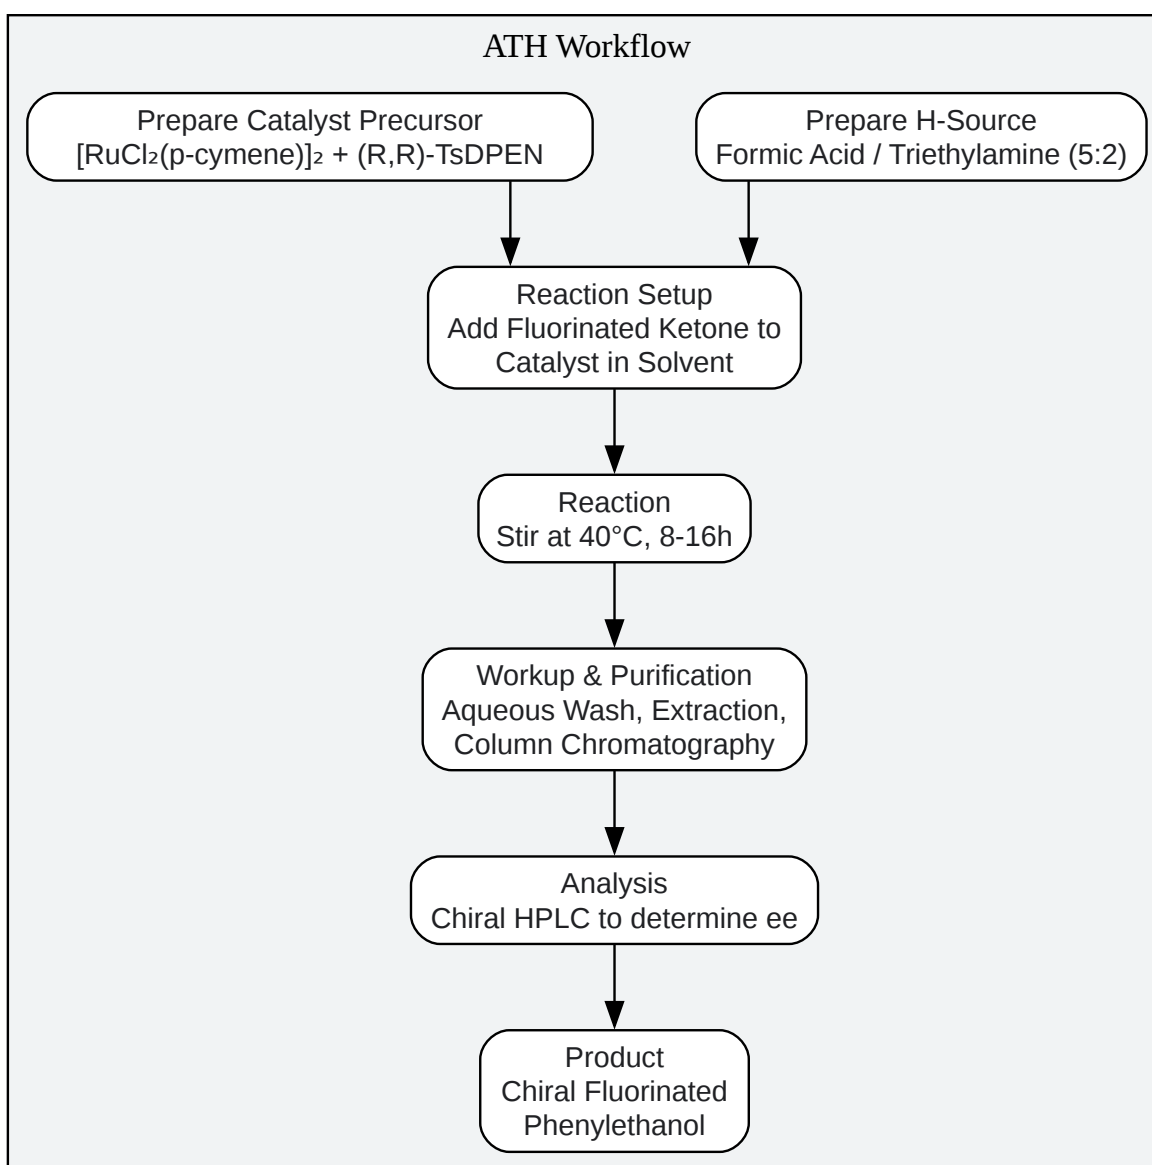 ATH Workflow
Prepare Catalyst Precursor
[RuCl₂(p-cymene)]₂ + (R,R)-TsDPEN
Prepare H-Source
Formic Acid / Triethylamine (5:2)
Reaction Setup
Add Fluorinated Ketone to
Catalyst in Solvent
Reaction
Stir at 40°C, 8-16h
Workup & Purification
Aqueous Wash, Extraction,
Column Chromatography
Analysis
Chiral HPLC to determine ee
Product
Chiral Fluorinated
Phenylethanol